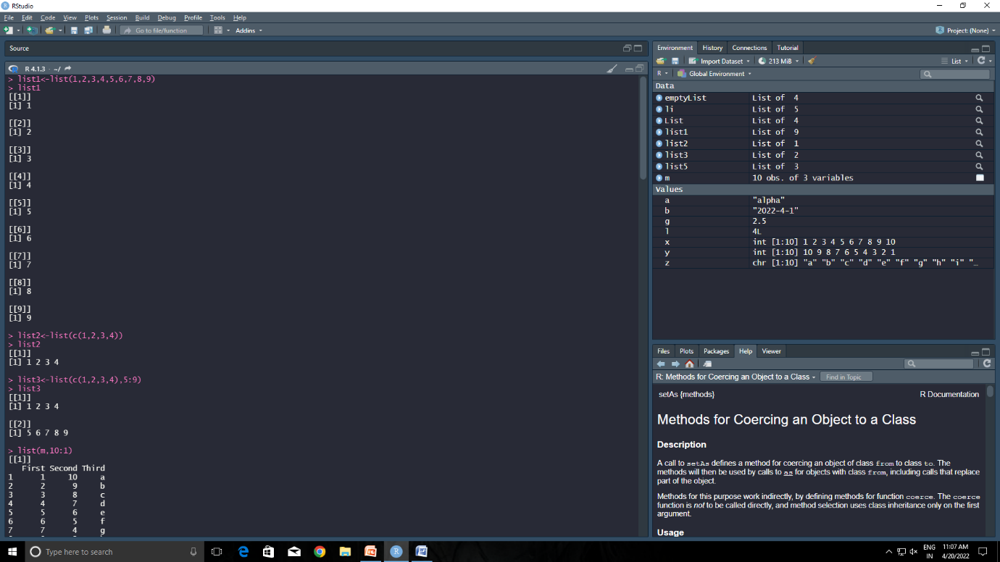 RStudio
File Edit Code View Plots Session Build Debug Profile Tools Help
Go to file/function Addins Project: (None)
Source
R 4.1.3 · ~/
> list1<-list(1,2,3,4,5,6,7,8,9)
> list1
[[1]]
[1] 1
[[2]]
[1] 2
[[3]]
[1] 3
[[4]]
[1] 4
[[5]]
[1] 5
[[6]]
[1] 6
[[7]]
[1] 7
[[8]]
[1] 8
[[9]]
[1] 9
> list2<-list(c(1,2,3,4))
> list2
[[1]]
[1] 1 2 3 4
> list3<-list(c(1,2,3,4),5:9)
> list3
[[1]]
[1] 1 2 3 4
[[2]]
[1] 5 6 7 8 9
> list(m,10:1)
[[1]]
First Second Third
1 1 10 a
2 2 9 b
3 3 8 c
4 4 7 d
5 5 6 e
6 6 5 f
7 7 4 g
Environment History Connections Tutorial
Import Dataset 213 MiB List
R Global Environment
Data
emptyList List of 4
li List of 5
List List of 4
list1 List of 9
list2 List of 1
list3 List of 2
list5 List of 3
m 10 obs. of 3 variables
Values
a "alpha"
b "2022-4-1"
g 2.5
l 4L
x int [1:10] 1 2 3 4 5 6 7 8 9 10
y int [1:10] 10 9 8 7 6 5 4 3 2 1
z chr [1:10] "a" "b" "c" "d" "e" "f" "g" "h" "i" "...
Files Plots Packages Help Viewer
R: Methods for Coercing an Object to a Class Find in Topic
setAs {methods} R Documentation
Methods for Coercing an Object to a Class
Description
A call to setAs defines a method for coercing an object of class from to class to. The
methods will then be used by calls to as for objects with class from, including calls that replace
part of the object.
Methods for this purpose work indirectly, by defining methods for function coerce. The coerce
function is not to be called directly, and method selection uses class inheritance only on the first
argument.
Usage
Type here to search
ENG 11:07 AM
IN 4/20/2022